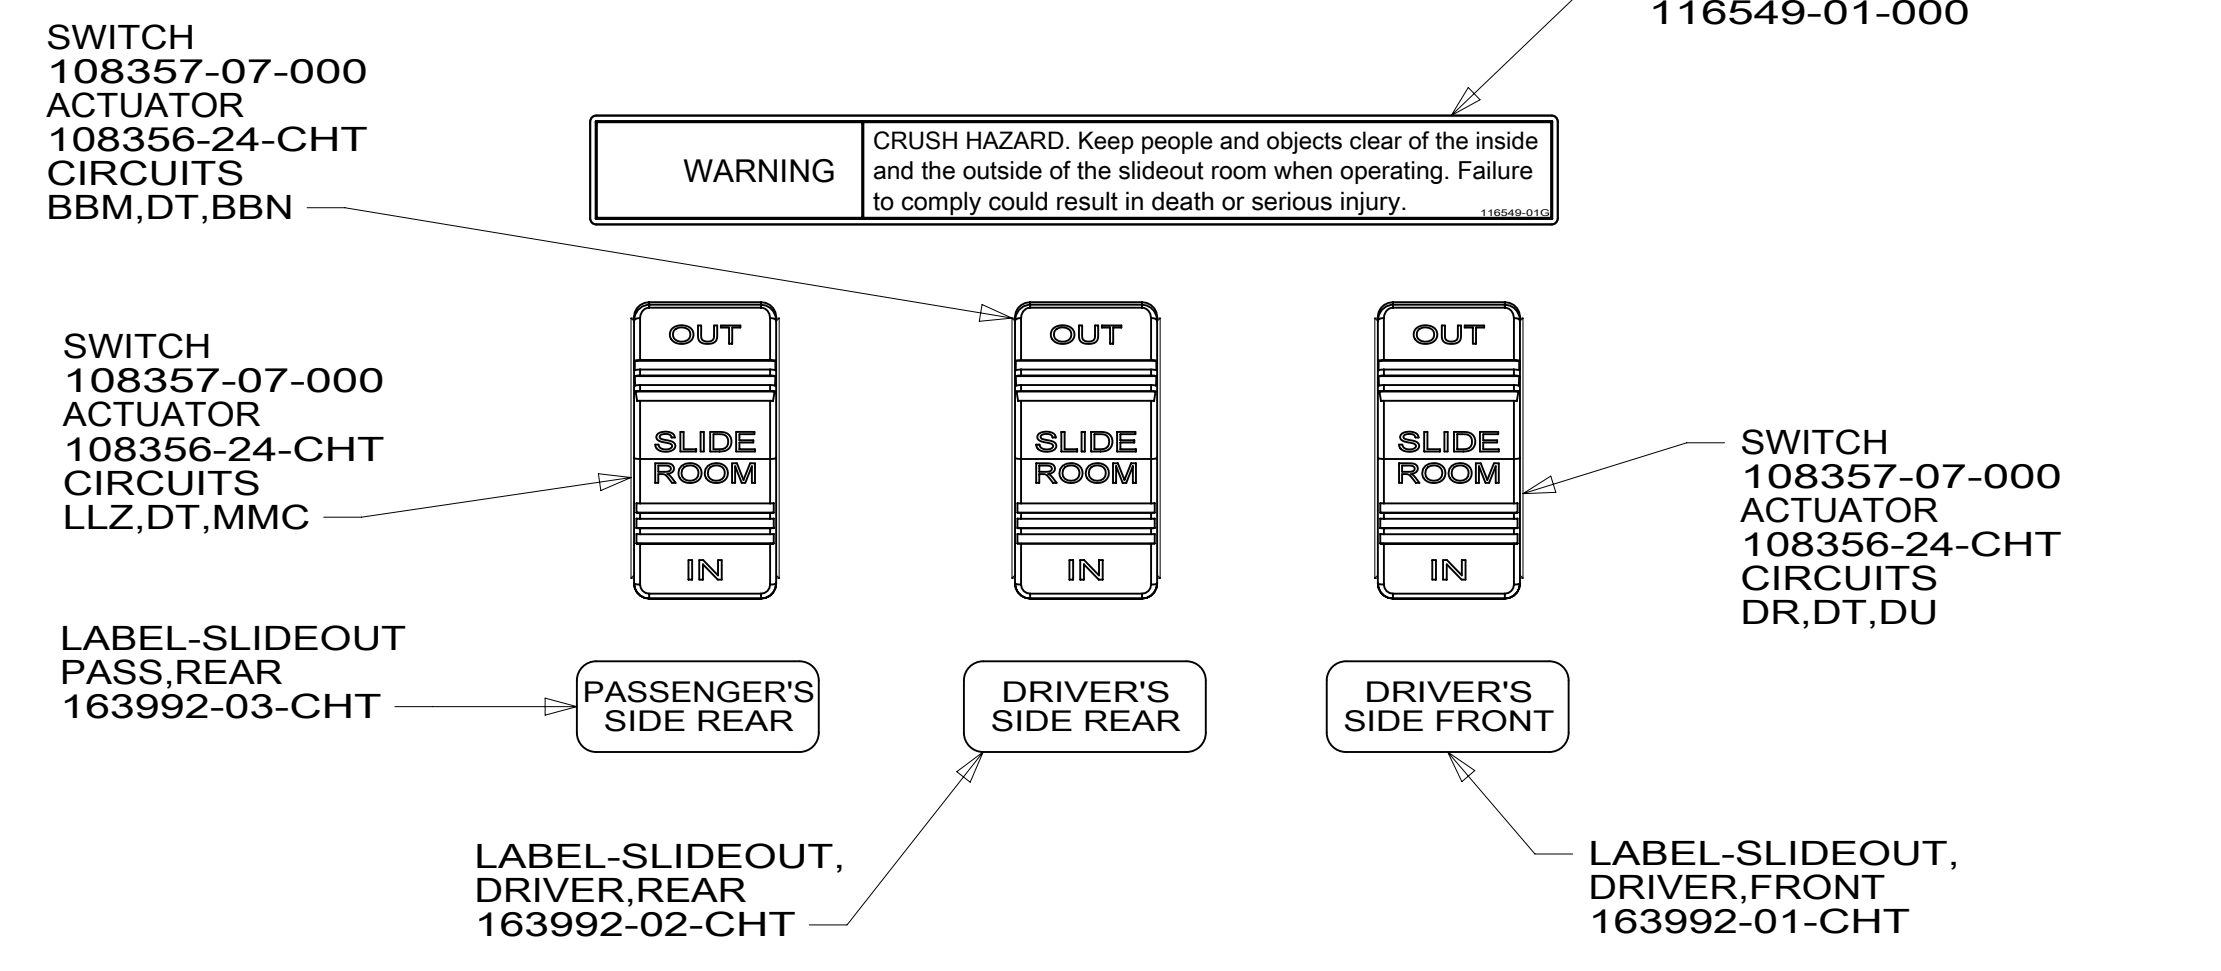 116549-01-000
SWITCH
108357-07-000
ACTUATOR
108356-24-CHT
CIRCUITS
BBM,DT,BBN
WARNING
CRUSH HAZARD. Keep people and objects clear of the inside
and the outside of the slideout room when operating. Failure
to comply could result in death or serious injury.
116549-01G
SWITCH
108357-07-000
ACTUATOR
108356-24-CHT
CIRCUITS
LLZ,DT,MMC
OUT
SLIDE
ROOM
IN
OUT
SLIDE
ROOM
IN
OUT
SLIDE
ROOM
IN
SWITCH
108357-07-000
ACTUATOR
108356-24-CHT
CIRCUITS
DR,DT,DU
LABEL-SLIDEOUT
PASS,REAR
163992-03-CHT
PASSENGER'S
SIDE REAR
DRIVER'S
SIDE REAR
DRIVER'S
SIDE FRONT
LABEL-SLIDEOUT,
DRIVER,REAR
163992-02-CHT
LABEL-SLIDEOUT,
DRIVER,FRONT
163992-01-CHT